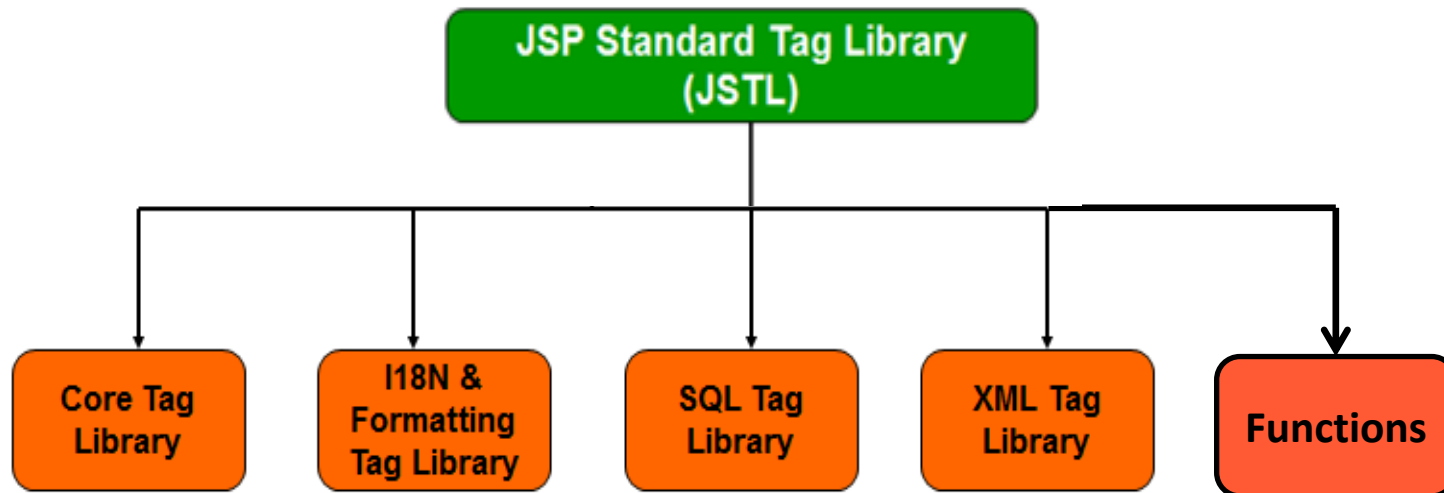 JSP Standard Tag Library
(JSTL)
Core Tag
Library
I18N &
Formatting
Tag Library
SQL Tag
Library
XML Tag
Library
Functions